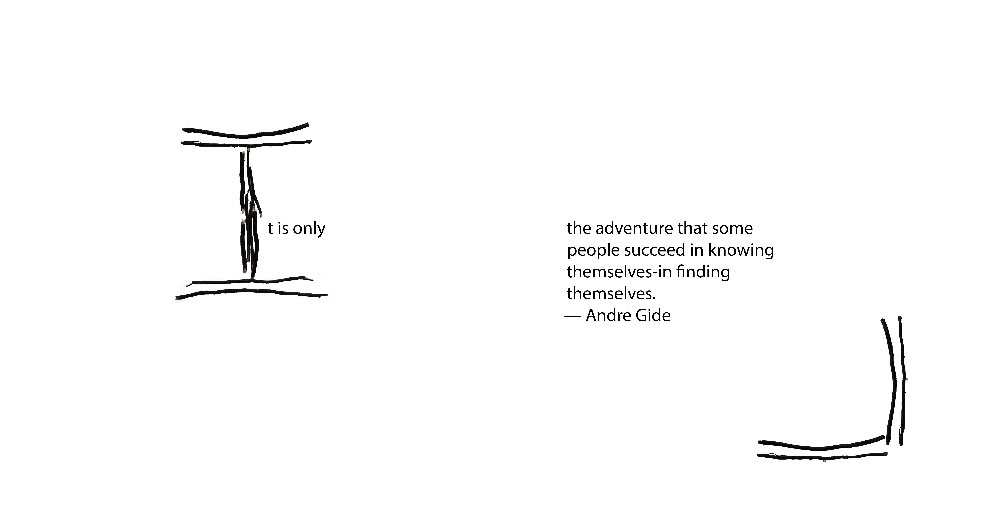 It is only
the adventure that some
people succeed in knowing
themselves-in finding
themselves.
— Andre Gide